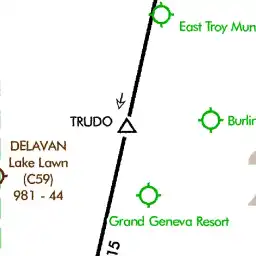 East Troy Mun
TRUDO
Burlin
DELAVAN
Lake Lawn
(C59)
981 - 44
Grand Geneva Resort
15